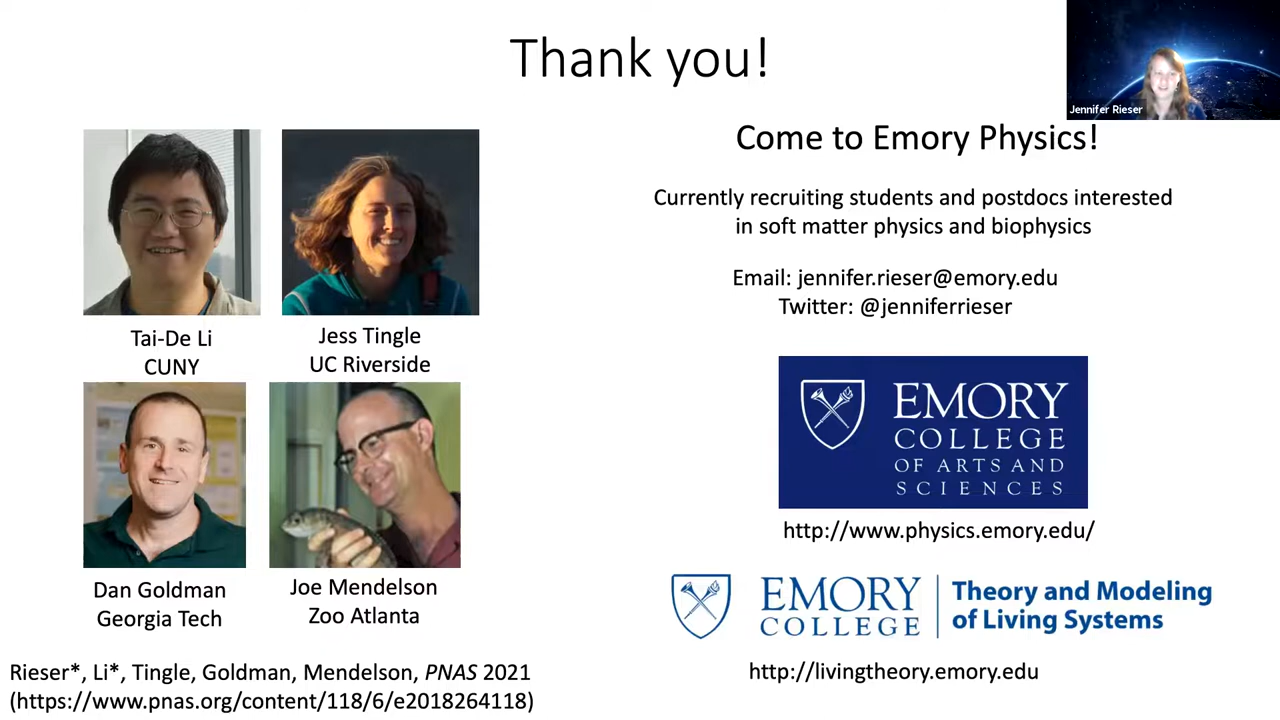 Thank you!
Jennifer Rieser
Tai-De Li
CUNY
Jess Tingle
UC Riverside
Dan Goldman
Georgia Tech
Joe Mendelson
Zoo Atlanta
Rieser*, Li*, Tingle, Goldman, Mendelson, PNAS 2021
(https://www.pnas.org/content/118/6/e2018264118)
Come to Emory Physics!
Currently recruiting students and postdocs interested
in soft matter physics and biophysics
Email: jennifer.rieser@emory.edu
Twitter: @jenniferrieser
EMORY
COLLEGE
OF ARTS AND
SCIENCES
http://www.physics.emory.edu/
EMORY
COLLEGE
Theory and Modeling
of Living Systems
http://livingtheory.emory.edu